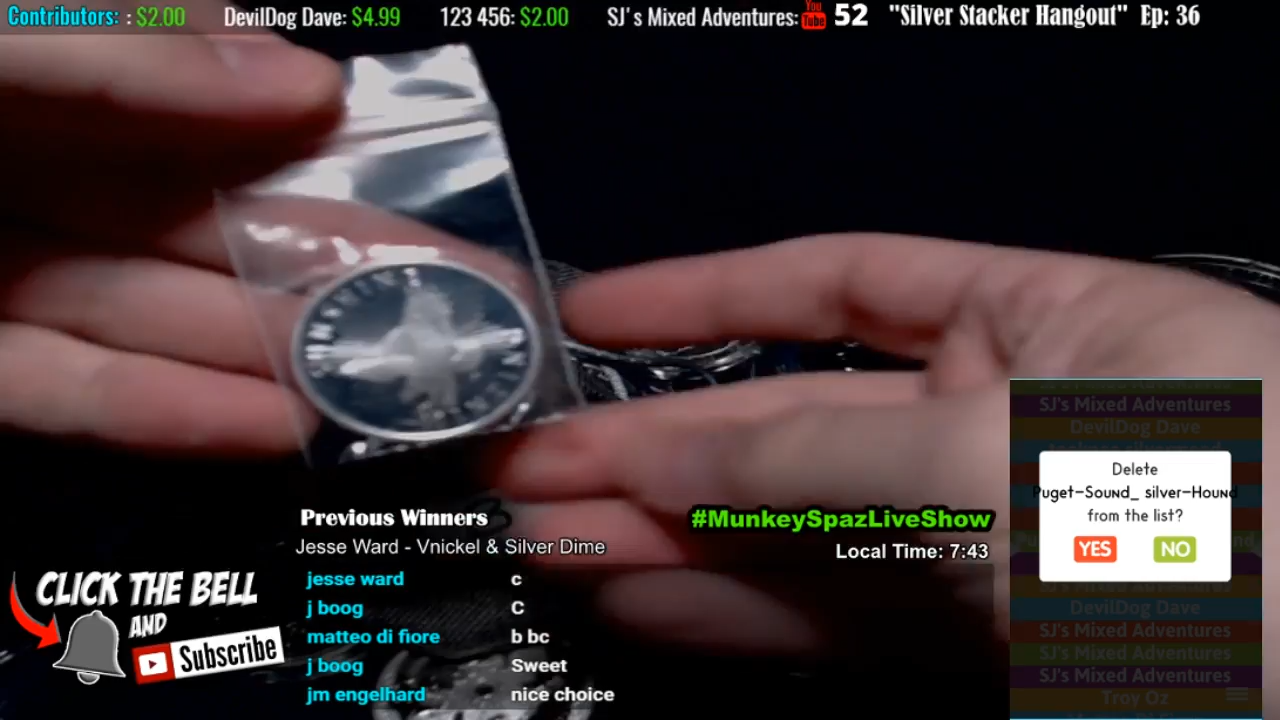 Contributors: : $2.00 DevilDog Dave: $4.99 123 456: $2.00 SJ's Mixed Adventures: You Tube 52 "Silver Stacker Hangout" Ep: 36
SJ's Mixed Adventures
DevilDog Dave
Delete
Puget-Sound_ silver-Hound
from the list?
YES NO
DevilDog Dave
SJ's Mixed Adventures
SJ's Mixed Adventures
SJ's Mixed Adventures
Troy Oz
#MunkeySpazLiveShow
Local Time: 7:43
Previous Winners
Jesse Ward - Vnickel & Silver Dime
jesse ward c
j boog C
matteo di fiore b bc
j boog Sweet
jm engelhard nice choice
CLICK THE BELL
AND
Subscribe